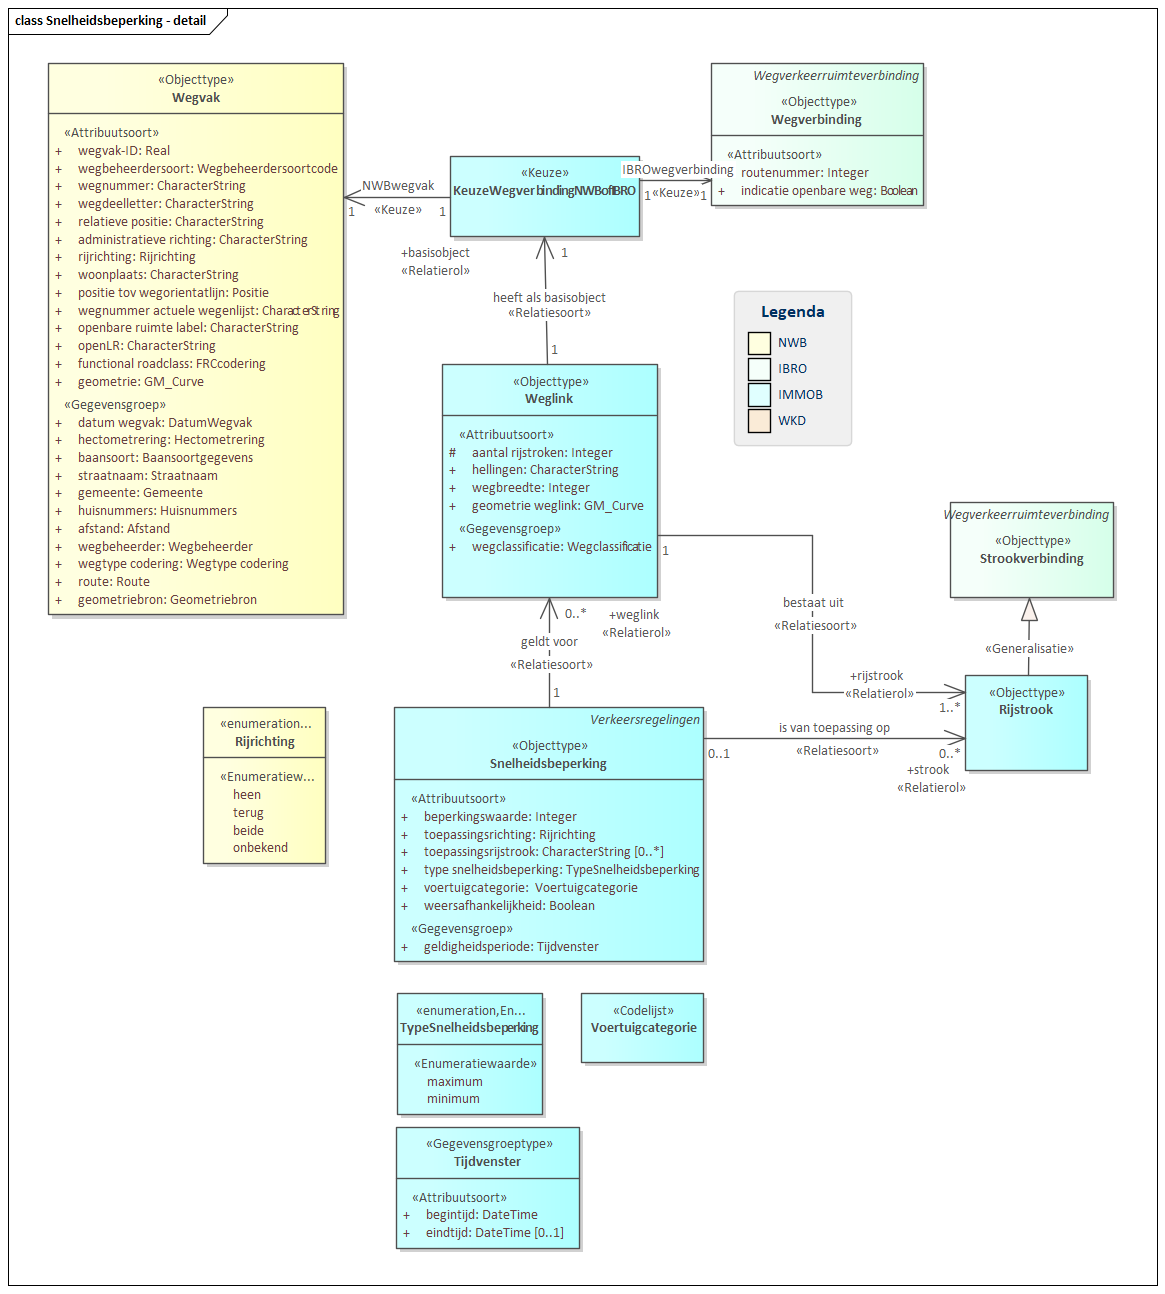 class Snelheidsbeperking - detail
«Objecttype»
Wegvak
«Attribuutsoort»
+ wegvak-ID: Real
+ wegbeheerdersoort: Wegbeheerdersoortcode
+ wegnummer: CharacterString
+ wegdeelletter: CharacterString
+ relatieve positie: CharacterString
+ administratieve richting: CharacterString
+ rijrichting: Rijrichting
+ woonplaats: CharacterString
+ positie tov wegorientatlijn: Positie
+ wegnummer actuele wegenlijst: CharacterString
+ openbare ruimte label: CharacterString
+ openLR: CharacterString
+ functional roadclass: FRCcodering
+ geometrie: GM_Curve
«Gegevensgroep»
+ datum wegvak: DatumWegvak
+ hectometrering: Hectometrering
+ baansoort: Baansoortgegevens
+ straatnaam: Straatnaam
+ gemeente: Gemeente
+ huisnummers: Huisnummers
+ afstand: Afstand
+ wegbeheerder: Wegbeheerder
+ wegtype codering: Wegtype codering
+ route: Route
+ geometriebron: Geometriebron
NWBwegvak
«Keuze»
1
1
«Keuze»
KeuzeWegverbindingNWBofIBRO
IBROwegverbinding
«Keuze»
1
1
Wegverkeerruimteverbinding
«Objecttype»
Wegverbinding
«Attribuutsoort»
routenummer: Integer
+ indicatie openbare weg: Boolean
+basisobject
«Relatierol»
1
heeft als basisobject
«Relatiesoort»
1
Legenda
NWB
IBRO
IMMOB
WKD
«Objecttype»
Weglink
«Attribuutsoort»
# aantal rijstroken: Integer
+ hellingen: CharacterString
+ wegbreedte: Integer
+ geometrie weglink: GM_Curve
«Gegevensgroep»
+ wegclassificatie: Wegclassificatie
1
bestaat uit
«Relatiesoort»
+rijstrook
«Relatierol»
1..*
Wegverkeerruimteverbinding
«Objecttype»
Strookverbinding
«Generalisatie»
«Objecttype»
Rijstrook
0..*
+weglink
«Relatierol»
geldt voor
«Relatiesoort»
1
is van toepassing op
«Relatiesoort»
0..1
0..*
+strook
«Relatierol»
Verkeersregelingen
«Objecttype»
Snelheidsbeperking
«Attribuutsoort»
+ beperkingswaarde: Integer
+ toepassingsrichting: Rijrichting
+ toepassingsrijstrook: CharacterString [0..*]
+ type snelheidsbeperking: TypeSnelheidsbeperking
+ voertuigcategorie: Voertuigcategorie
+ weersafhankelijkheid: Boolean
«Gegevensgroep»
+ geldigheidsperiode: Tijdvenster
«enumeration...
Rijrichting
«Enumeratiew...
heen
terug
beide
onbekend
«enumeration,En...
TypeSnelheidsbeperking
«Enumeratiewaarde»
maximum
minimum
«Codelijst»
Voertuigcategorie
«Gegevensgroeptype»
Tijdvenster
«Attribuutsoort»
+ begintijd: DateTime
+ eindtijd: DateTime [0..1]